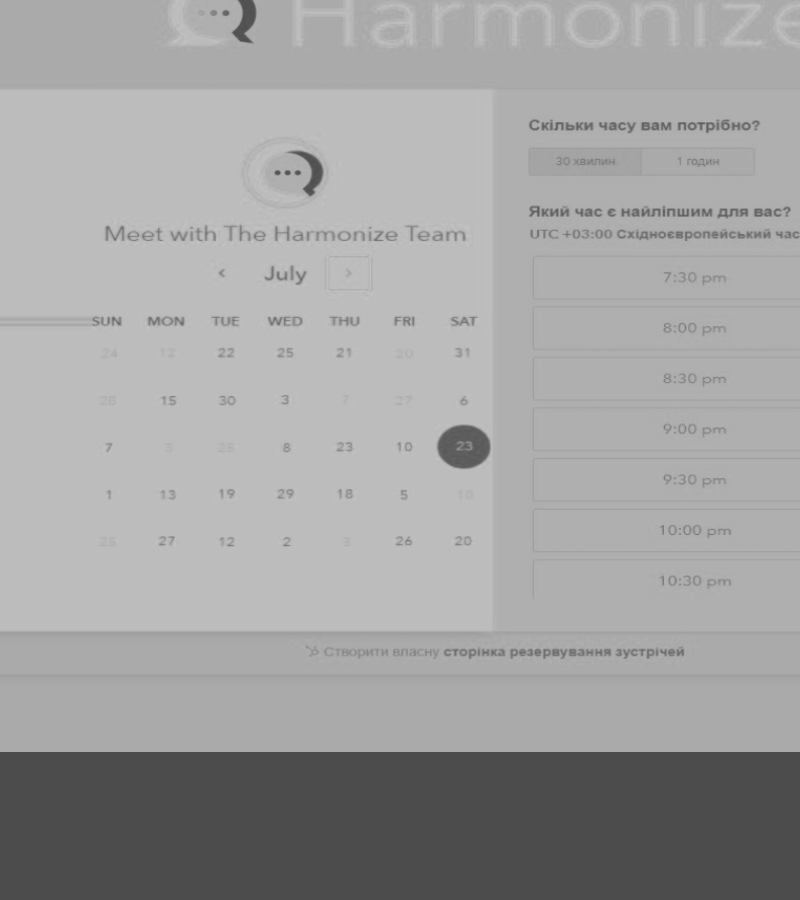 Harmonize
Meet with The Harmonize Team
‹ July ›
SUN MON TUE WED THU FRI SAT
24 12 22 25 21 20 31
28 15 30 3 7 27 6
7 5 25 8 23 10 23
1 13 19 29 18 5 10
25 27 12 2 3 26 20
Скільки часу вам потрібно?
30 хвилин 1 годин
Який час є найліпшим для вас?
UTC +03:00 Східноєвропейський час
7:30 pm
8:00 pm
8:30 pm
9:00 pm
9:30 pm
10:00 pm
10:30 pm
Створити власну сторінка резервування зустрічей